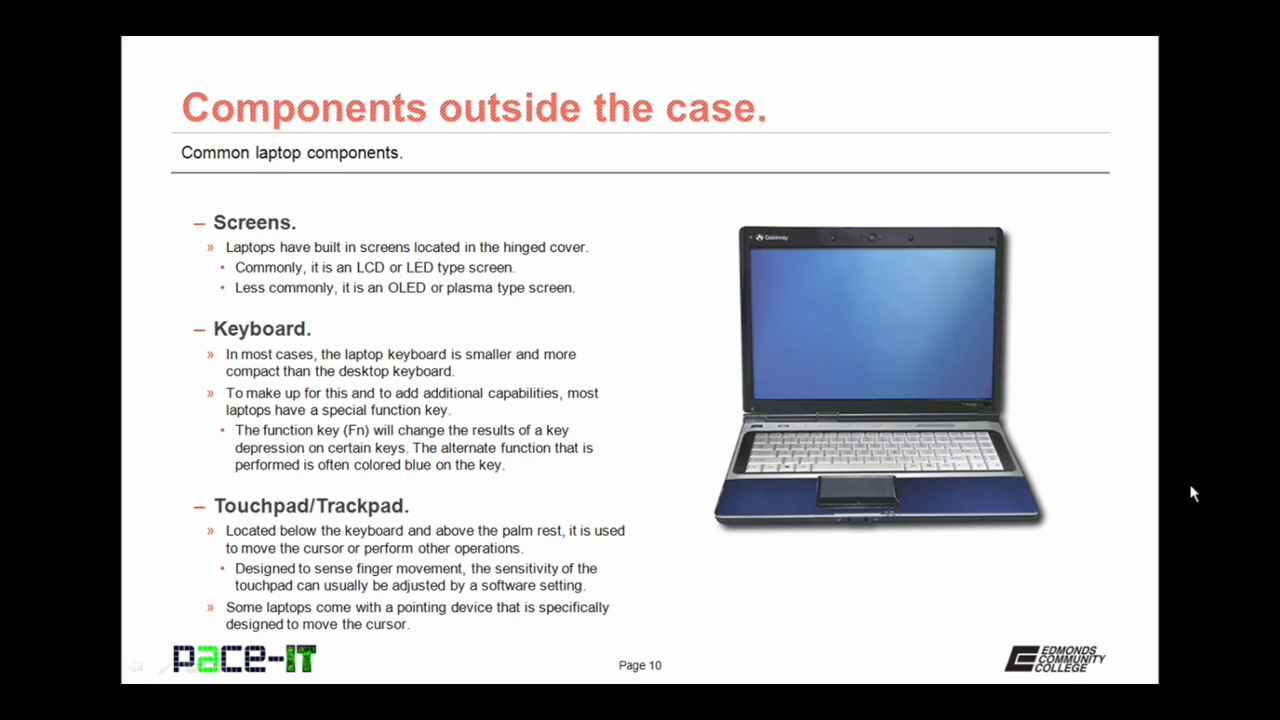 Components outside the case.
Common laptop components.
– Screens.
» Laptops have built in screens located in the hinged cover.
• Commonly, it is an LCD or LED type screen.
• Less commonly, it is an OLED or plasma type screen.
– Keyboard.
» In most cases, the laptop keyboard is smaller and more
compact than the desktop keyboard.
» To make up for this and to add additional capabilities, most
laptops have a special function key.
• The function key (Fn) will change the results of a key
depression on certain keys. The alternate function that is
performed is often colored blue on the key.
– Touchpad/Trackpad.
» Located below the keyboard and above the palm rest, it is used
to move the cursor or perform other operations.
• Designed to sense finger movement, the sensitivity of the
touchpad can usually be adjusted by a software setting.
» Some laptops come with a pointing device that is specifically
designed to move the cursor.
Gateway
pace-IT
Page 10
EDMONDS
COMMUNITY
COLLEGE